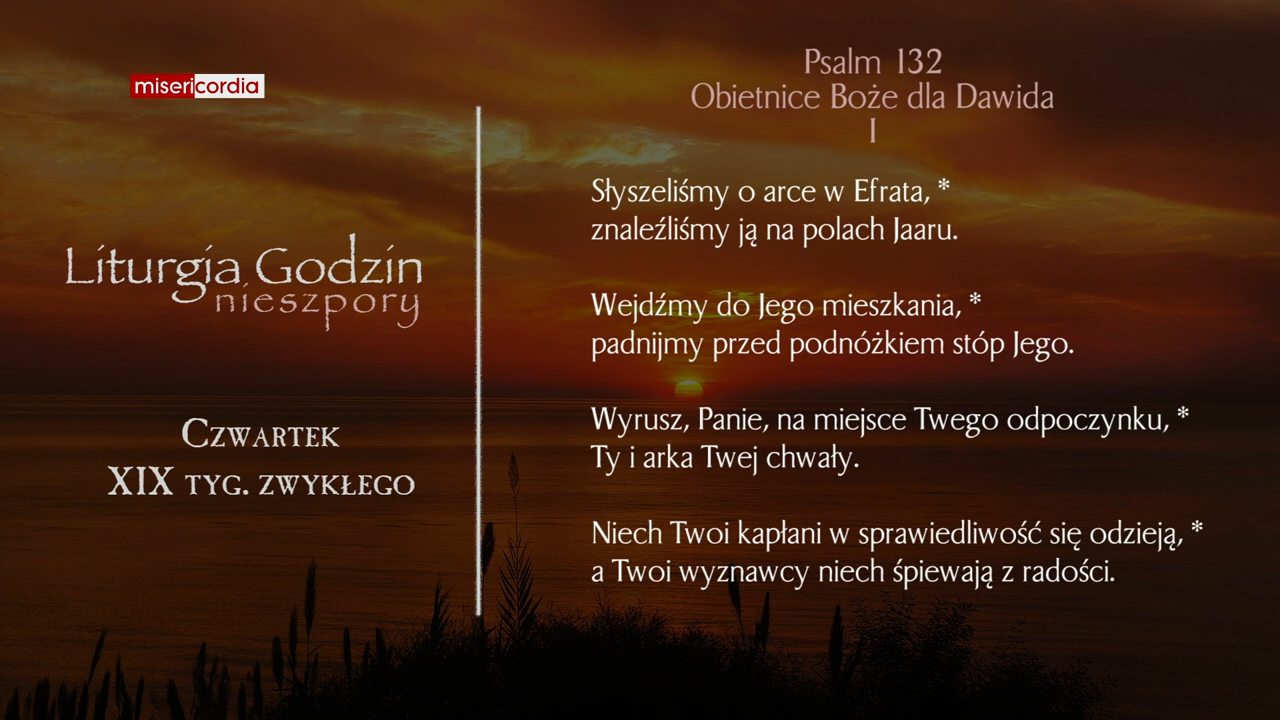 misericordia
Liturgia Godzin
nieszpory
Czwartek
XIX tyg. zwykłego
Psalm 132
Obietnice Boże dla Dawida
I
Słyszeliśmy o arce w Efrata, *
znaleźliśmy ją na polach Jaaru.
Wejdźmy do Jego mieszkania, *
padnijmy przed podnóżkiem stóp Jego.
Wyrusz, Panie, na miejsce Twego odpoczynku, *
Ty i arka Twej chwały.
Niech Twoi kapłani w sprawiedliwość się odzieją, *
a Twoi wyznawcy niech śpiewają z radości.